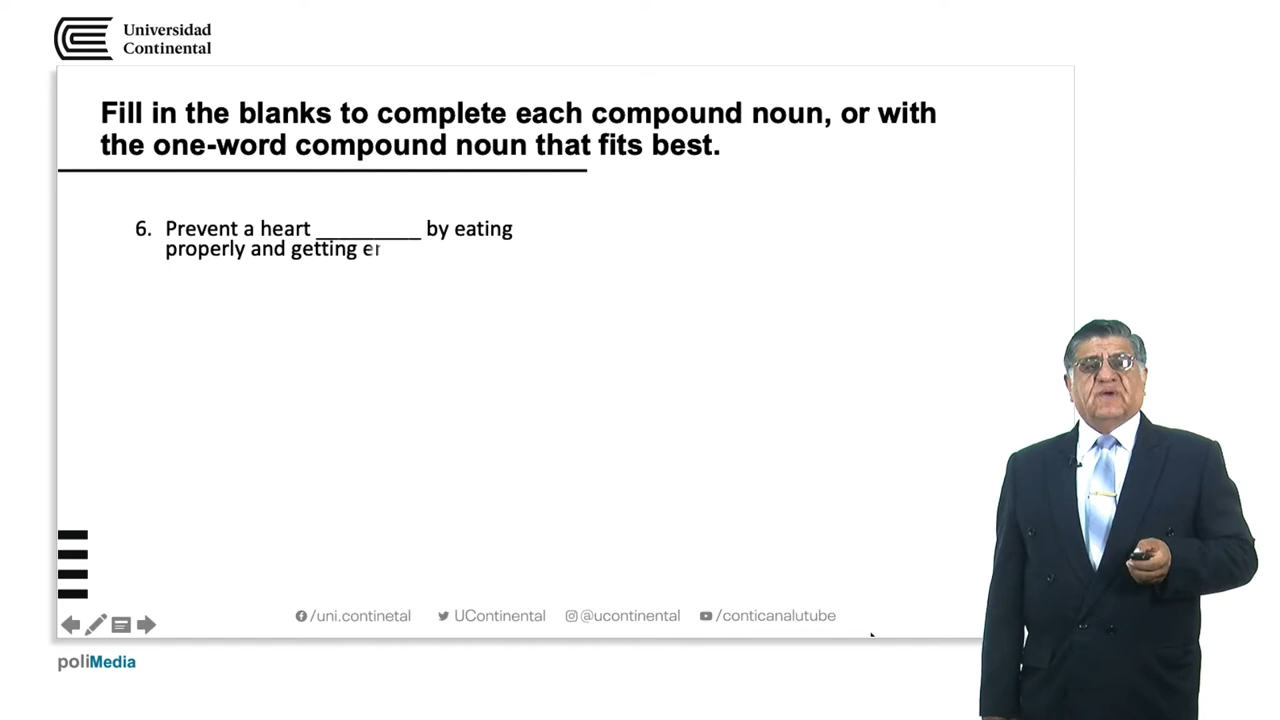 Universidad
Continental
Fill in the blanks to complete each compound noun, or with
the one-word compound noun that fits best.
6. Prevent a heart __________ by eating
properly and getting er
/uni.continetal UContinental @ucontinental /conticanalutube
poliMedia